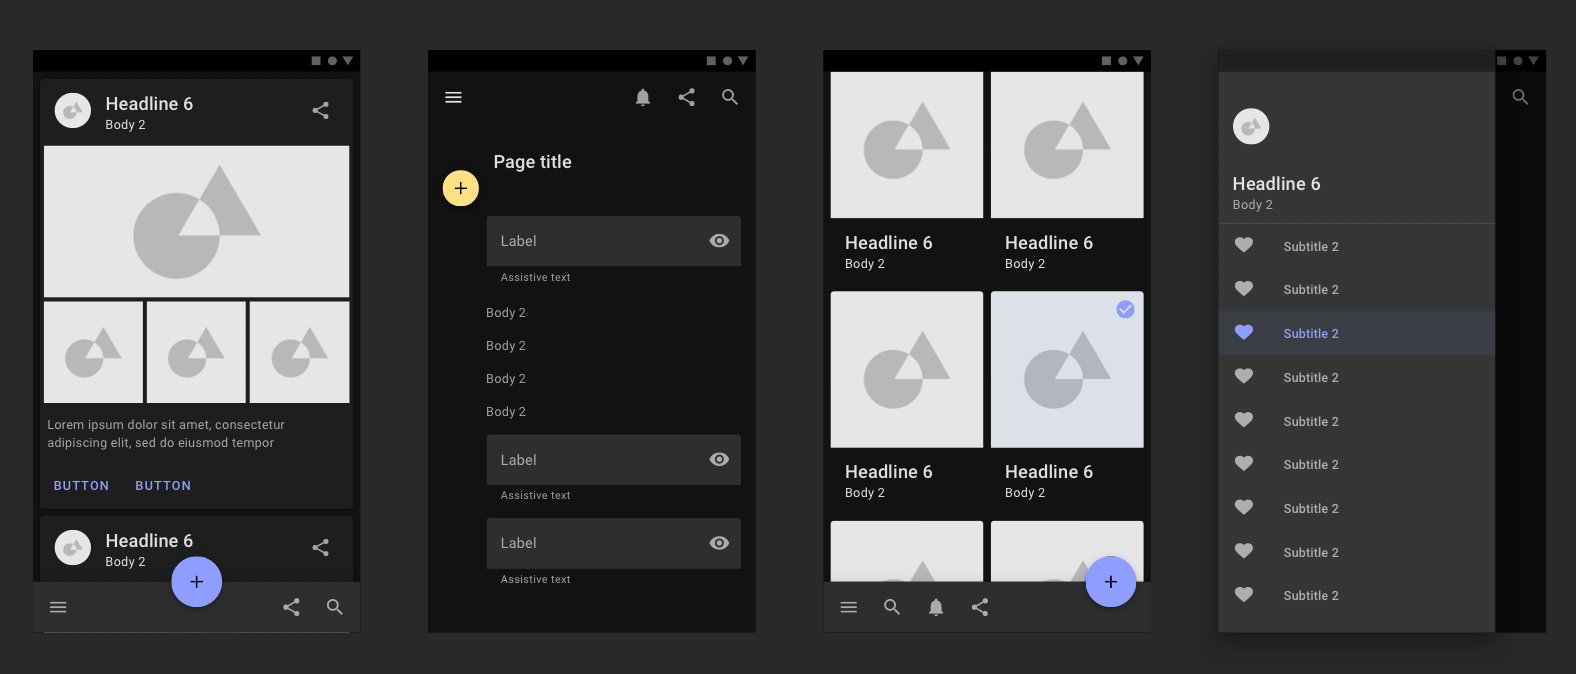 Headline 6
Body 2
Lorem ipsum dolor sit amet, consectetur
adipiscing elit, sed do eiusmod tempor
BUTTON BUTTON
Headline 6
Body 2
Page title
Label
Assistive text
Body 2
Body 2
Body 2
Body 2
Label
Assistive text
Label
Assistive text
Headline 6 Headline 6
Body 2 Body 2
Headline 6 Headline 6
Body 2 Body 2
Headline 6
Body 2
Subtitle 2
Subtitle 2
Subtitle 2
Subtitle 2
Subtitle 2
Subtitle 2
Subtitle 2
Subtitle 2
Subtitle 2